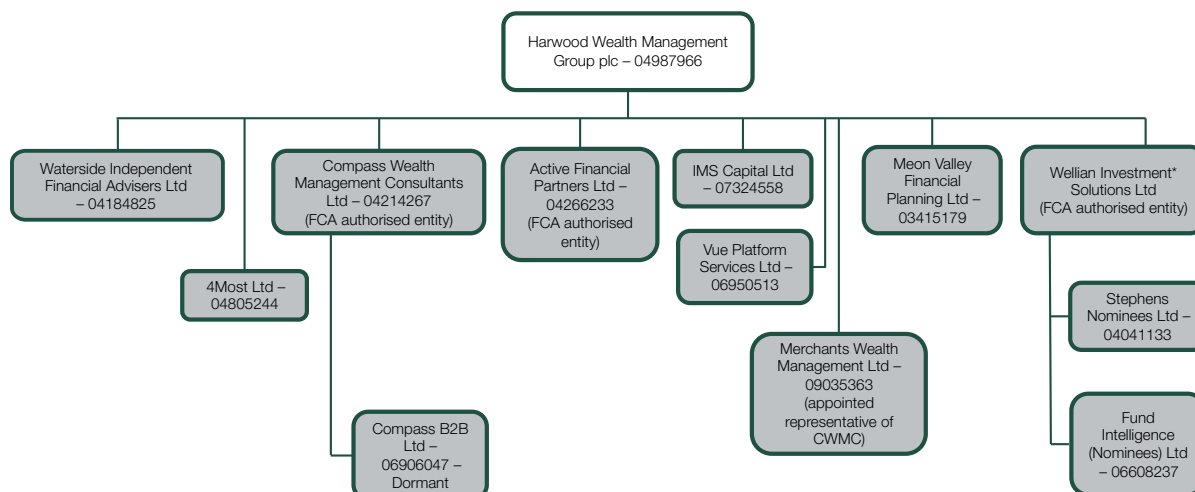 Harwood Wealth Management
Group plc – 04987966
Waterside Independent
Financial Advisers Ltd
– 04184825
Compass Wealth
Management Consultants
Ltd – 04214267
(FCA authorised entity)
Active Financial
Partners Ltd –
04266233
(FCA authorised
entity)
IMS Capital Ltd
- 07324558
Meon Valley
Financial
Planning Ltd –
03415179
Wellian Investment*
Solutions Ltd
(FCA authorised entity)
4Most Ltd –
04805244
Vue Platform
Services Ltd –
06950513
Stephens
Nominees Ltd –
04041133
Merchants Wealth
Management Ltd –
09035363
(appointed
representative of
CWMC)
Compass B2B
Ltd –
06906047 –
Dormant
Fund
Intelligence
(Nominees) Ltd
– 06608237